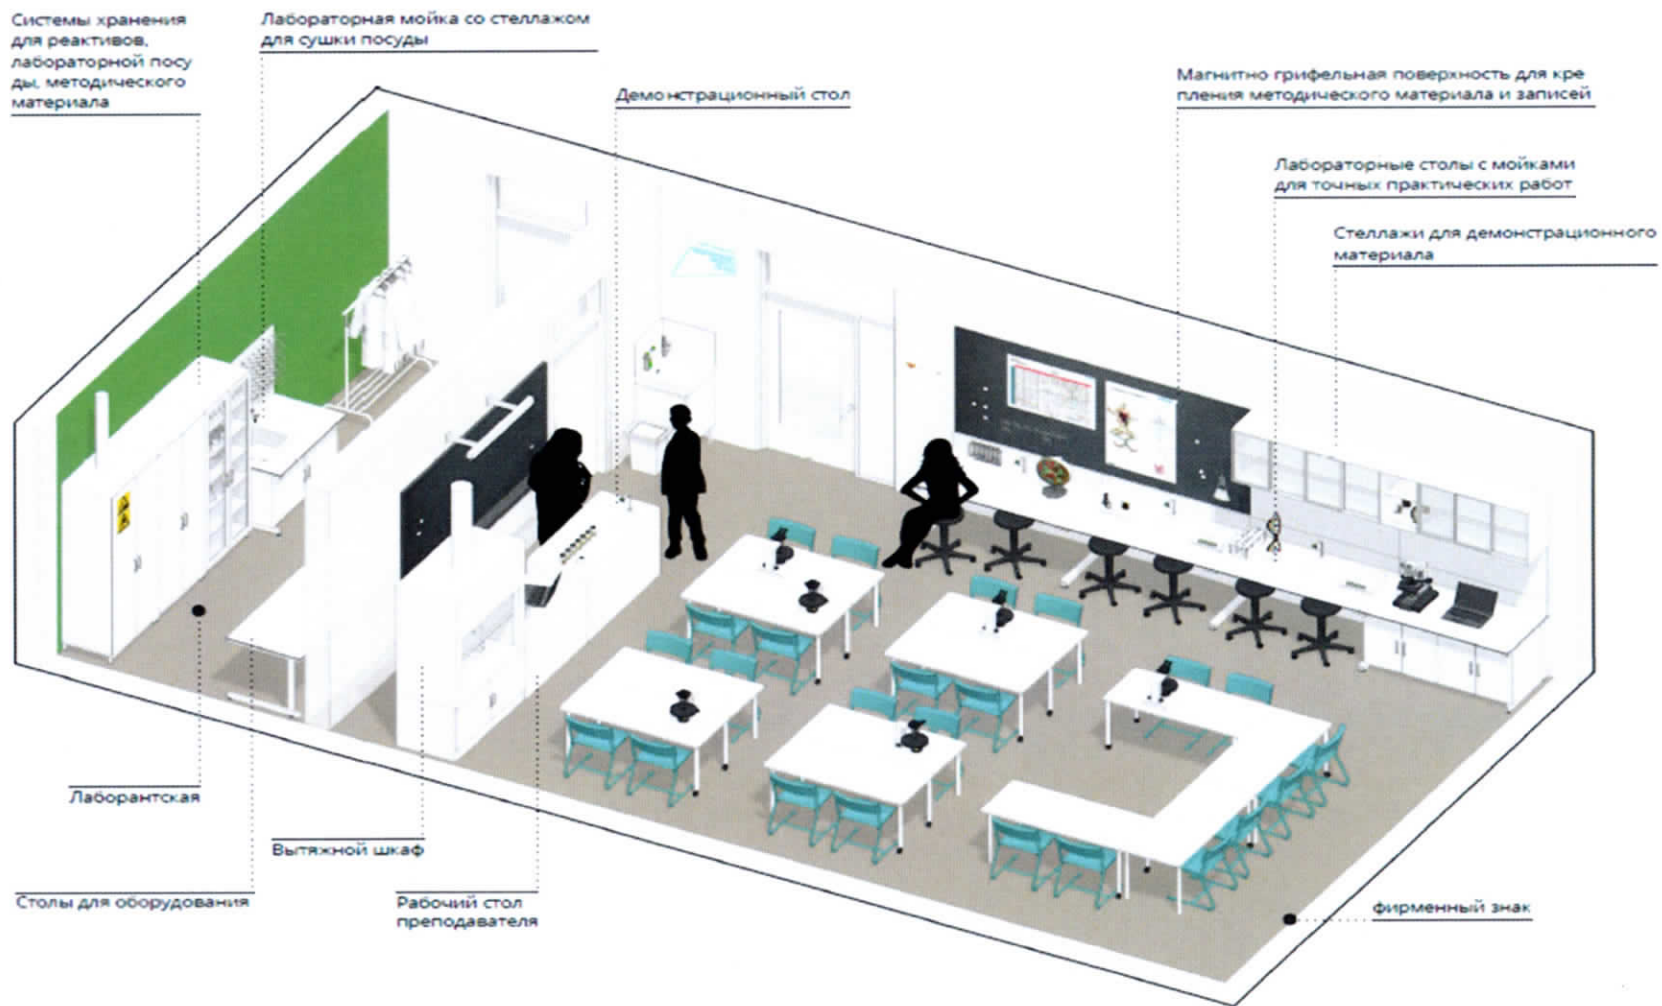 Системы хранения
для реактивов,
лабораторной посу
ды, методического
материала
Лабораторная мойка со стеллажом
для сушки посуды
Демонстрационный стол
Магнитно грифельная поверхность для кре
пления методического материала и записей
Лабораторные столы с мойками
для точных практических работ
Стеллажи для демонстрационного
материала
Лаборантская
Вытяжной шкаф
Столы для оборудования
Рабочий стол
преподавателя
фирменный знак